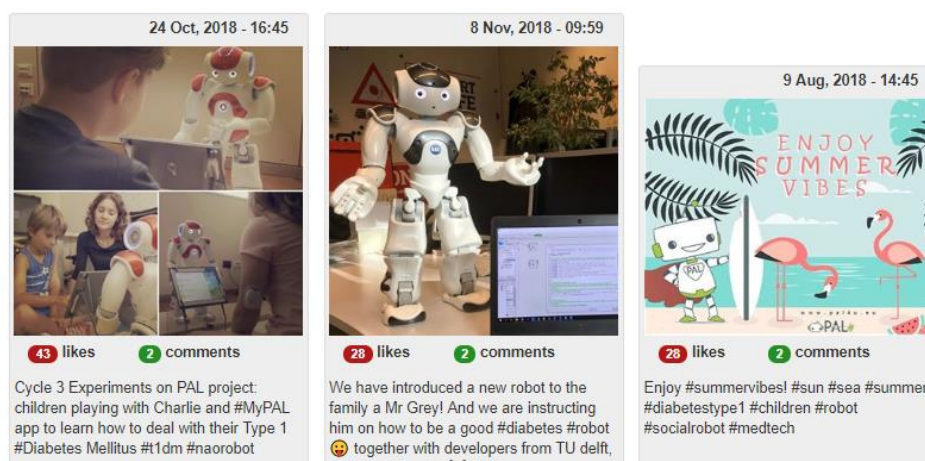 24 Oct, 2018 - 16:45
43 likes
2 comments
Cycle 3 Experiments on PAL project:
children playing with Charlie and #MyPAL
app to learn how to deal with their Type 1
#Diabetes Mellitus #t1dm #naorobot
8 Nov, 2018 - 09:59
28 likes
2 comments
We have introduced a new robot to the
family a Mr Grey! And we are instructing
him on how to be a good #diabetes #robot
😛 together with developers from TU delft,
9 Aug, 2018 - 14:45
ENJOY
SUMMER
VIBES
PAL
www.pal4u.eu
PAL
28 likes
2 comments
Enjoy #summervibes! #sun #sea #summer
#diabetestype1 #children #robot
#socialrobot #medtech